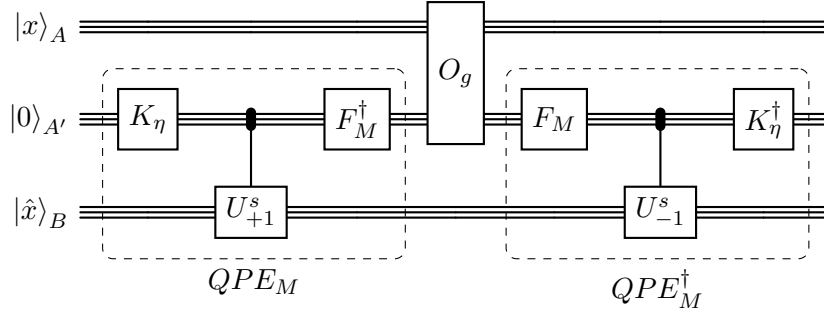 |x⟩_A
O_g
|0⟩_{A'} K_η F_M^† F_M K_η^†
|x̂⟩_B U_{+1}^s U_{-1}^s
QPE_M QPE_M^†